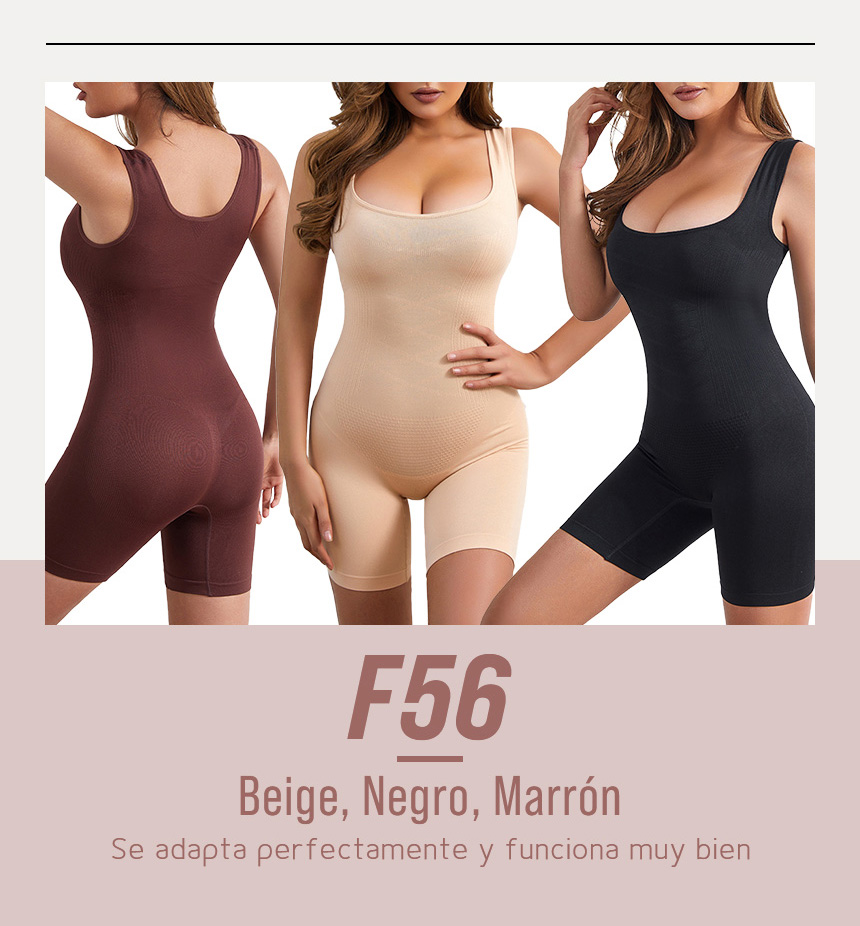 F56
Beige, Negro, Marrón
Se adapta perfectamente y funciona muy bien